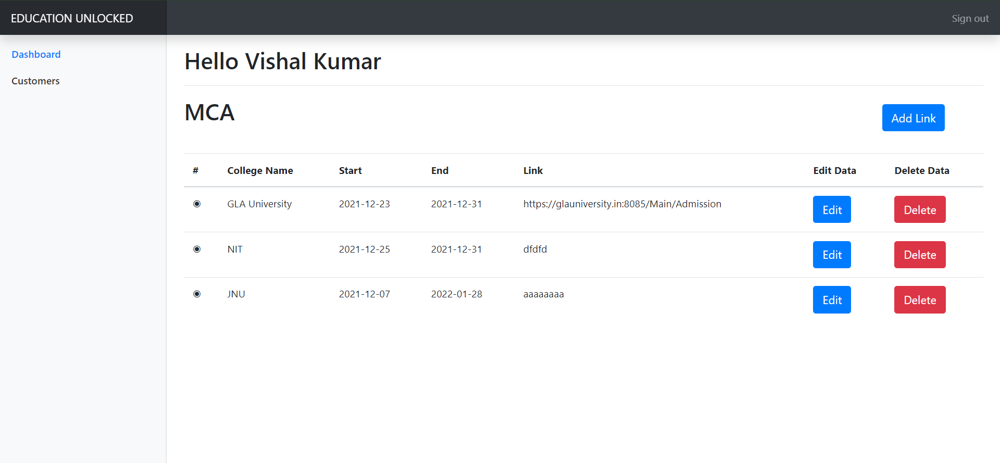 EDUCATION UNLOCKED Sign out
Dashboard
Customers
Hello Vishal Kumar
MCA Add Link
# College Name Start End Link Edit Data Delete Data
GLA University 2021-12-23 2021-12-31 https://glauniversity.in:8085/Main/Admission Edit Delete
NIT 2021-12-25 2021-12-31 dfdfd Edit Delete
JNU 2021-12-07 2022-01-28 aaaaaaaa Edit Delete